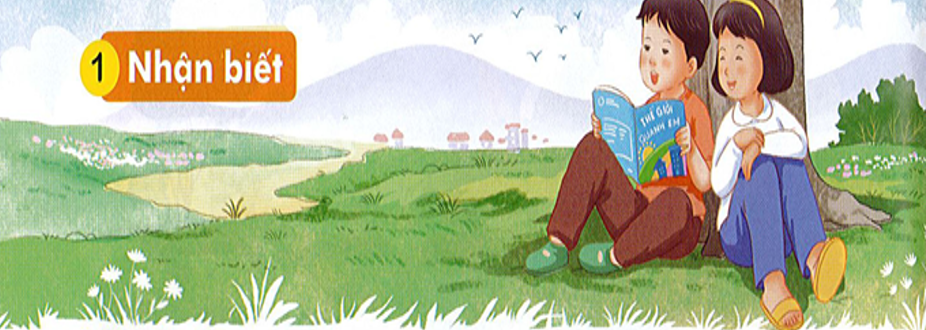 1 Nhận biết
THẾ GIỚI
QUANH EM